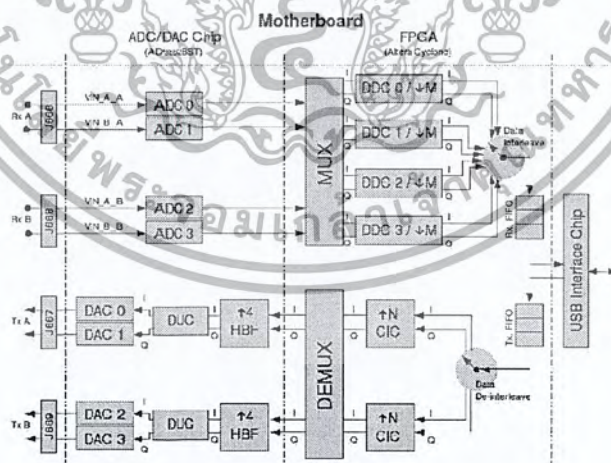 Motherboard
ADC/DAC Chip
FPGA
(Altera Cyclone)
Rx A
J666
VIN_A_A
VIN_B_A
ADC 0
ADC 1
MUX
DDC 0 / ↓M
DDC 1 / ↓M
DDC 2 / ↓M
DDC 3 / ↓M
I
Q
I
Q
I
Q
I
Q
Data
Interleave
Rx B
J668
VIN_A_B
VIN_B_B
ADC 2
ADC 3
Rx. FIFO
USB Interface Chip
Tx A
J667
DAC 0
DAC 1
I
Q
DUC
I
Q
↑4
HBF
I
Q
DEMUX
I
Q
↑N
CIC
I
Q
Tx. FIFO
Data
De-interleave
Tx B
J669
DAC 2
DAC 3
I
Q
DUC
I
Q
↑4
HBF
I
Q
I
Q
↑N
CIC
I
Q